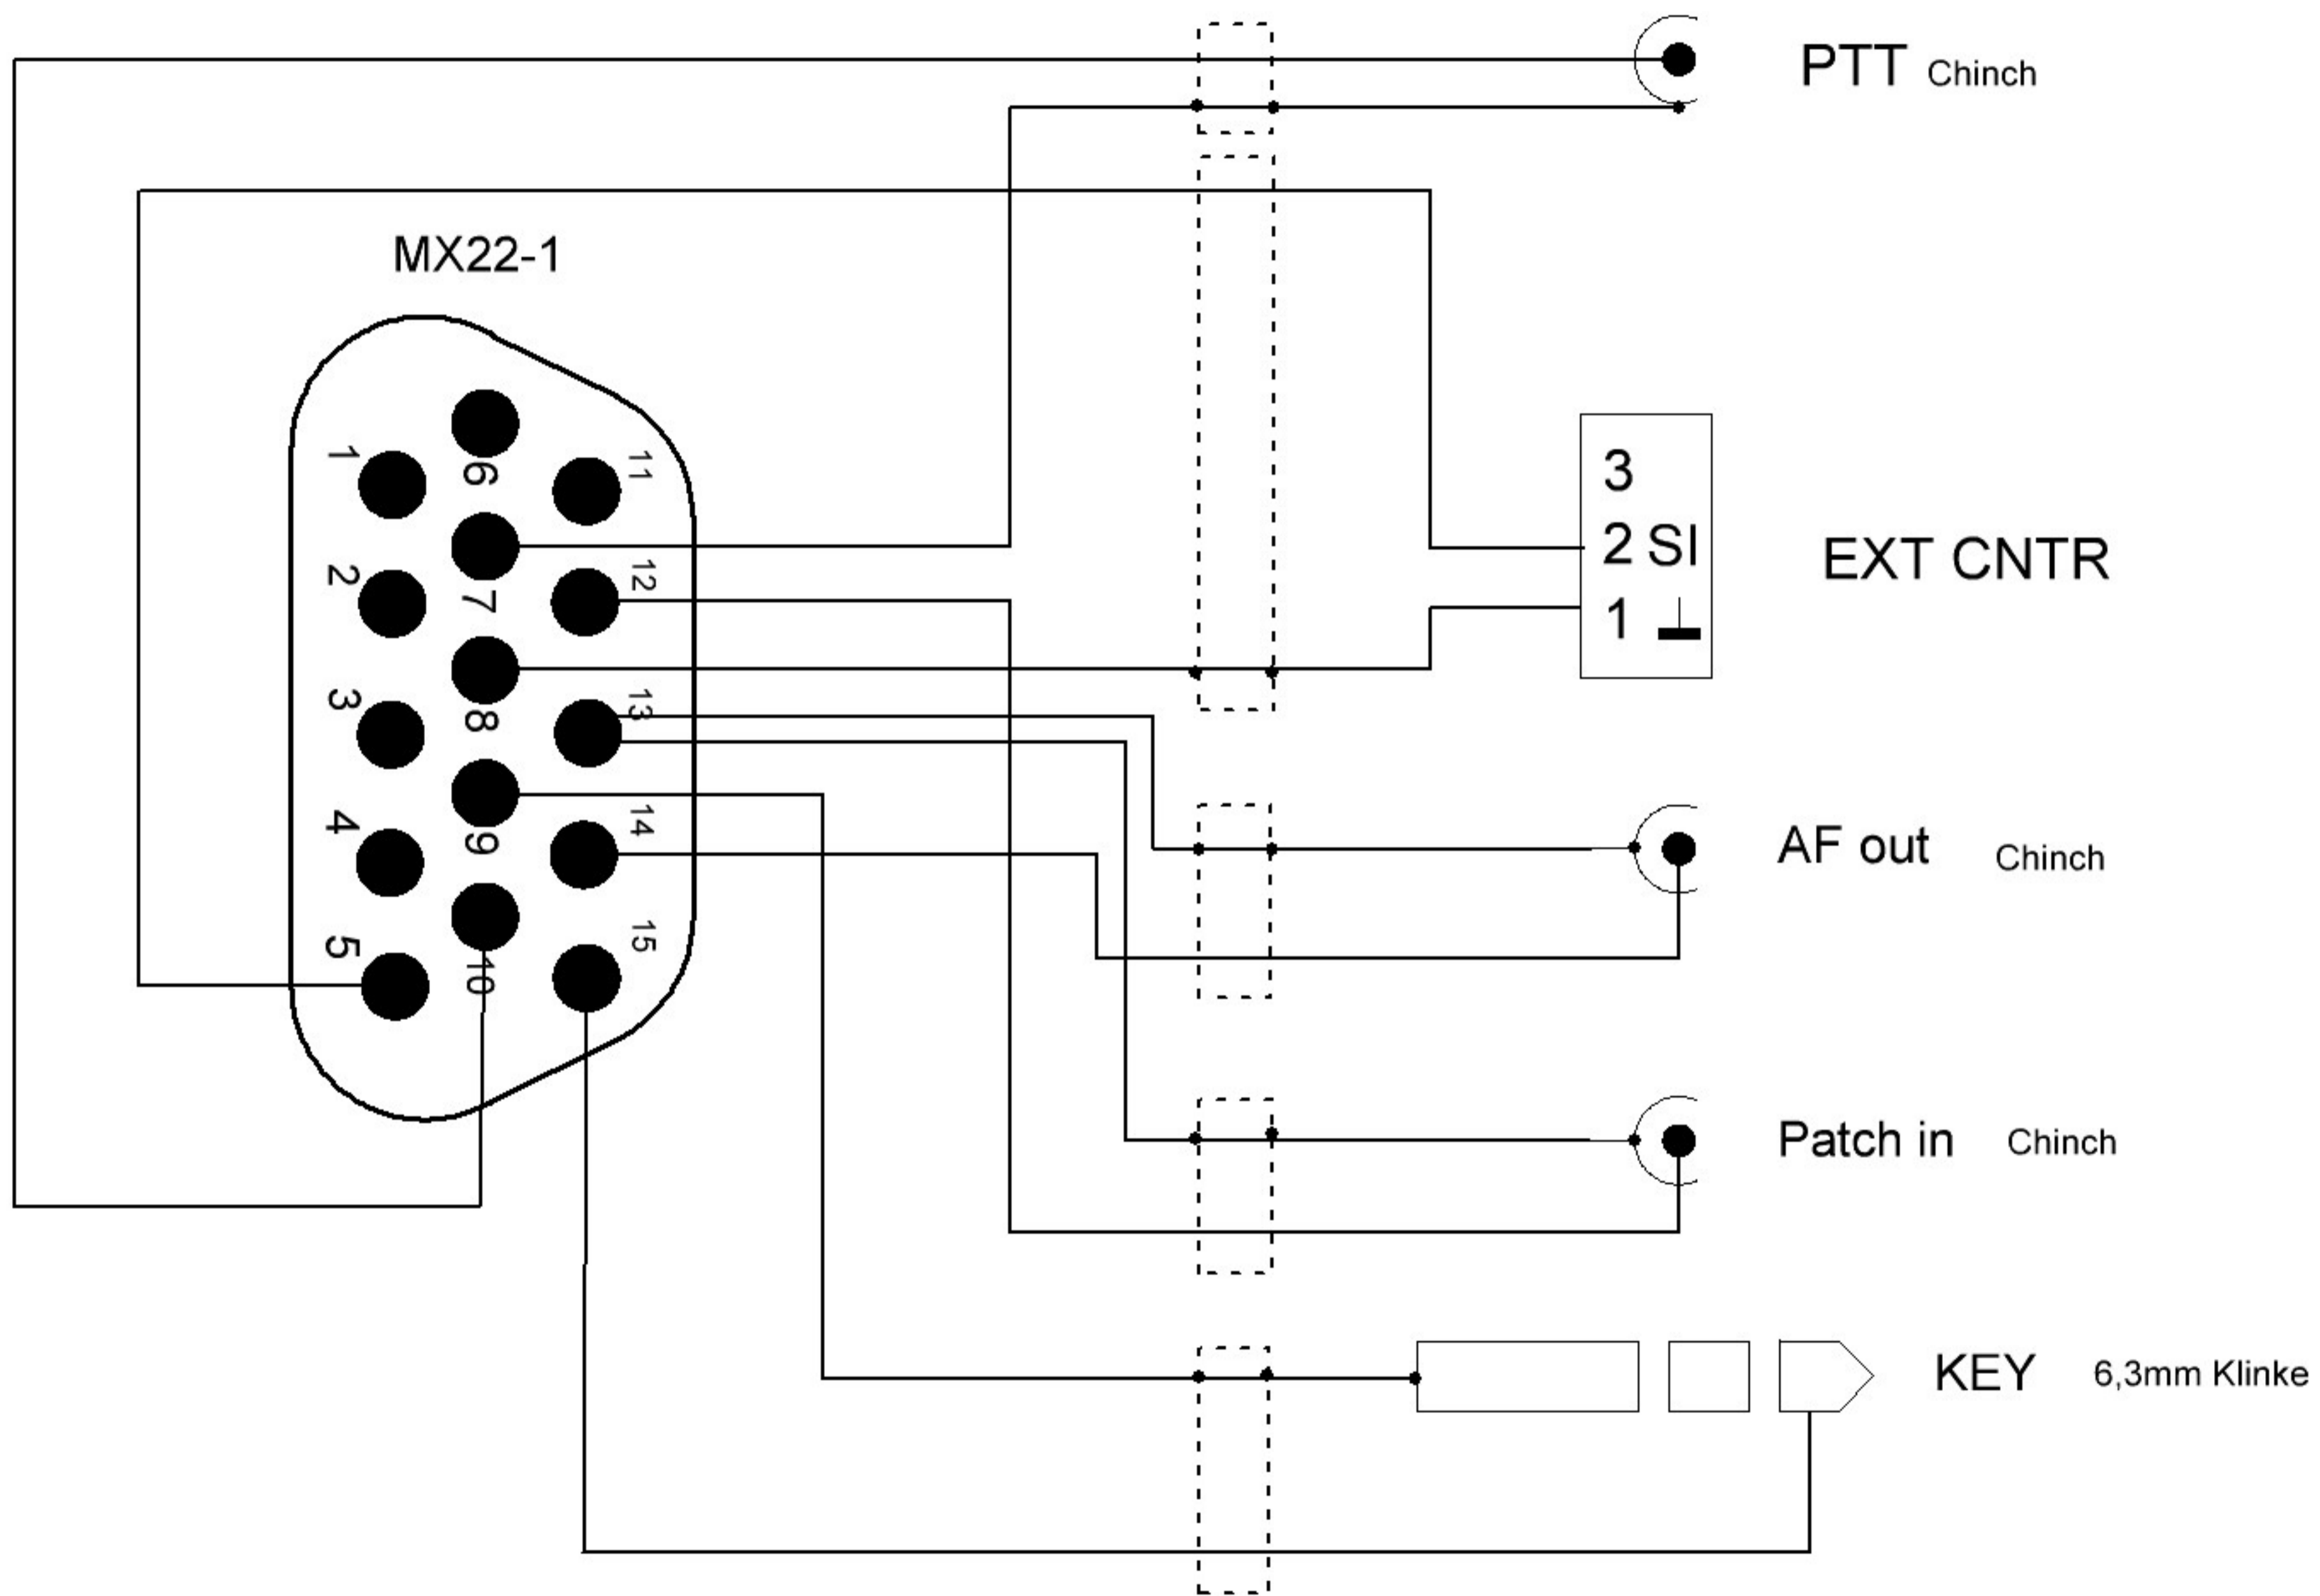 PTT Chinch
MX22-1
1
6
11
2
7
12
3
8
13
4
9
14
5
10
15
3
2 SI
1
EXT CNTR
AF out Chinch
Patch in Chinch
KEY 6,3mm Klinke